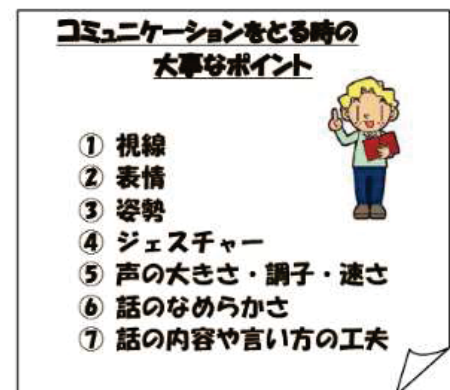 コミュニケーションをとる時の
大事なポイント
① 視線
② 表情
③ 姿勢
④ ジェスチャー
⑤ 声の大きさ・調子・速さ
⑥ 話のなめらかさ
⑦ 話の内容や言い方の工夫